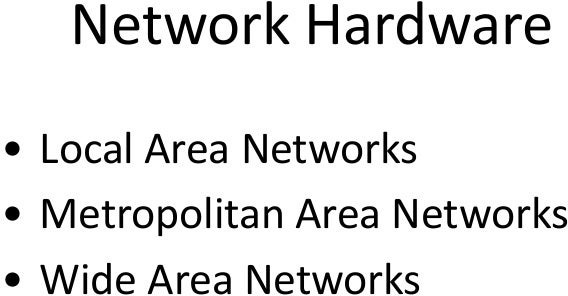 Network Hardware
• Local Area Networks
• Metropolitan Area Networks
• Wide Area Networks